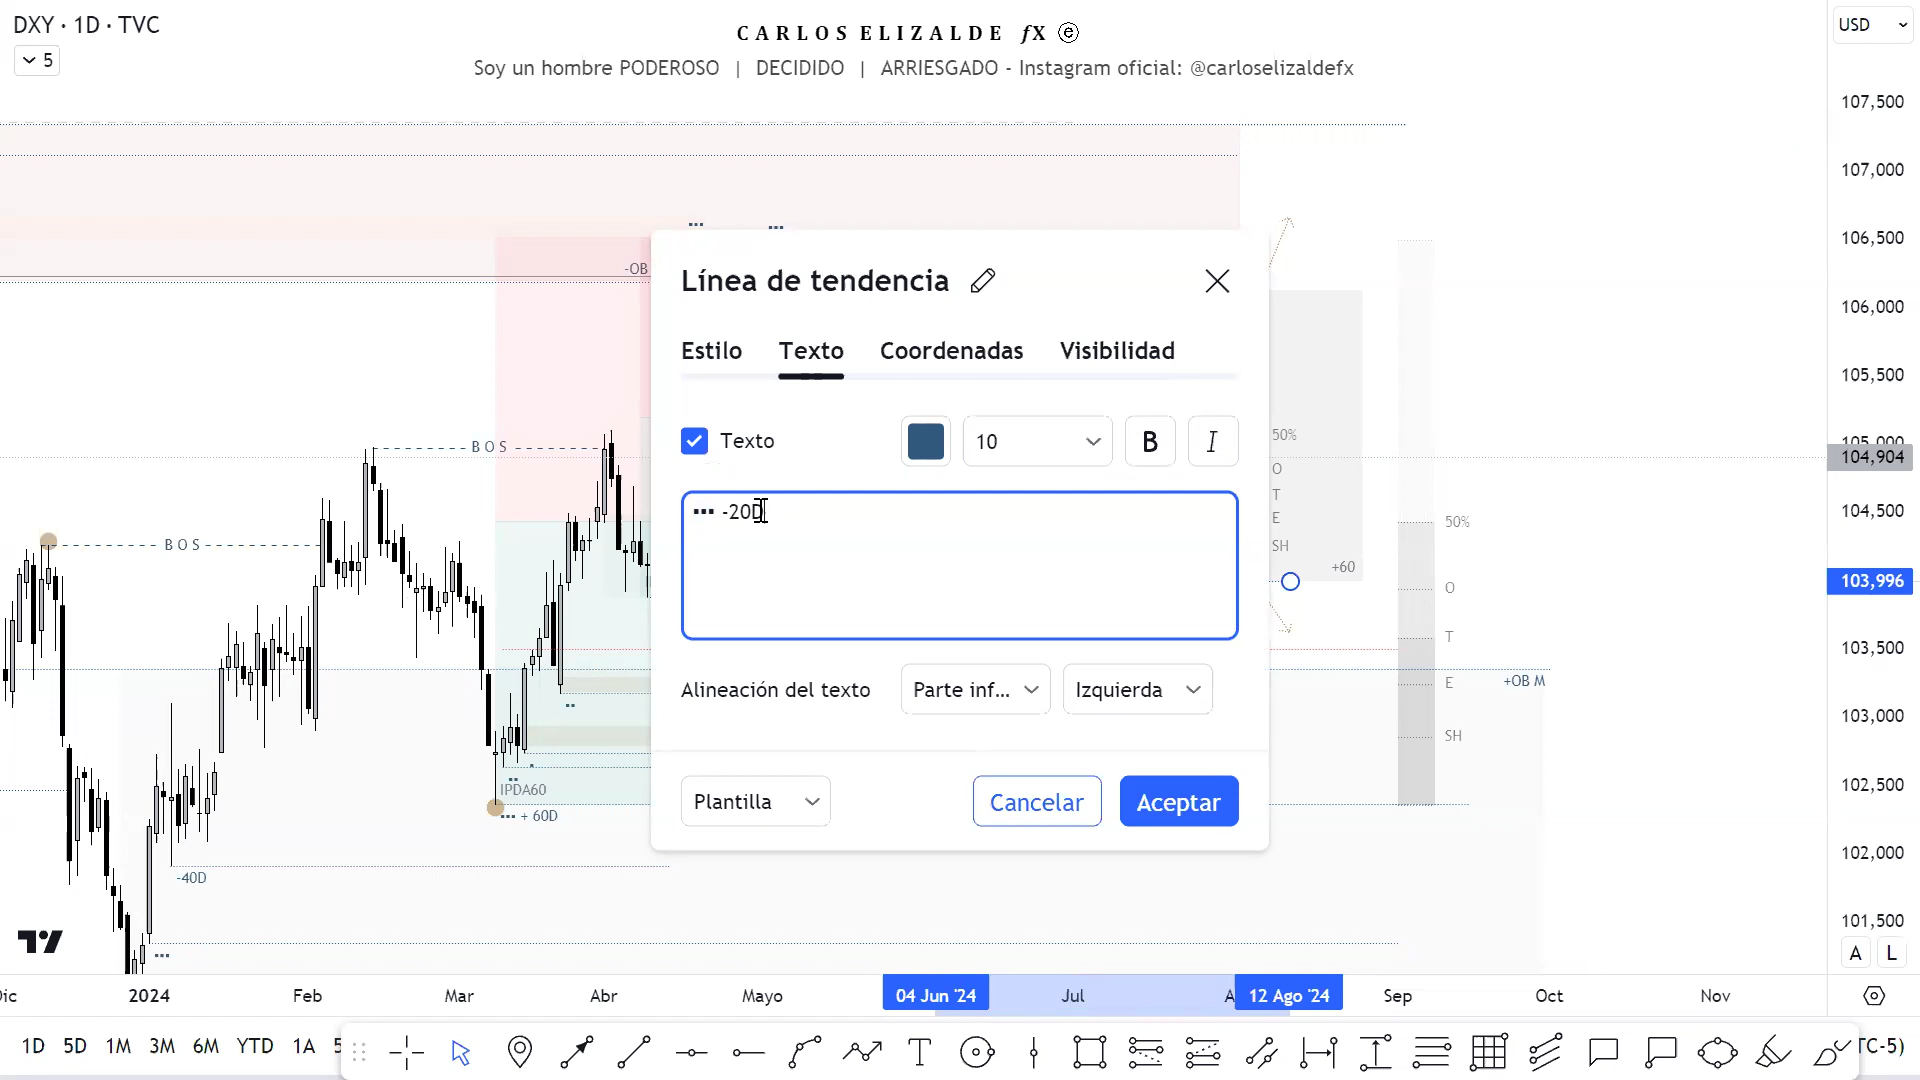 DXY · 1D · TVC
5
CARLOS ELIZALDE ƒX ⓔ
Soy un hombre PODEROSO | DECIDIDO | ARRIESGADO - Instagram oficial: @carloselizaldefx
USD
107,500
107,000
106,500
106,000
105,500
105,000
104,904
104,500
103,996
103,500
103,000
102,500
102,000
101,500
-OB
B O S
B O S
IPDA60
··· + 60D
-40D
Línea de tendencia
Estilo Texto Coordenadas Visibilidad
Texto
10
B
I
··· -20D
Alineación del texto
Parte inf...
Izquierda
Plantilla
Cancelar
Aceptar
50%
O
T
E
SH
+60
50%
O
T
E
SH
+OB M
A L
Dic 2024 Feb Mar Abr Mayo 04 Jun '24 Jul A 12 Ago '24 Sep Oct Nov
1D 5D 1M 3M 6M YTD 1A 5
TC-5)